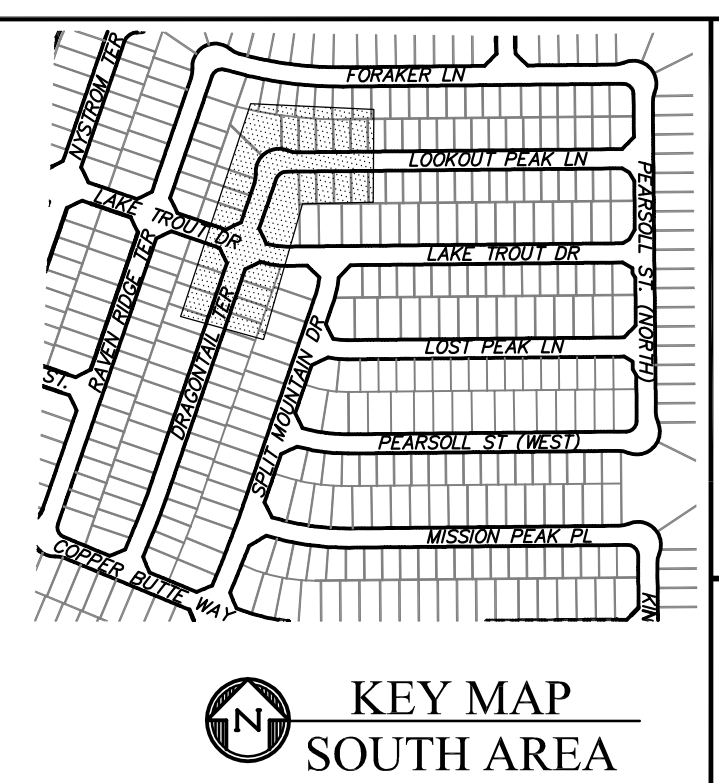 NYSTROM TER
FORAKER LN
LOOKOUT PEAK LN
PEARSOLL ST. (NORTH)
LAKE TROUT DR
LAKE TROUT DR
RAVEN RIDGE TER
DRAGONTAIL TER
SPLIT MOUNTAIN DR
LOST PEAK LN
ST.
PEARSOLL ST (WEST)
MISSION PEAK PL
COPPER BUTTE WAY
KIN
N
KEY MAP
SOUTH AREA